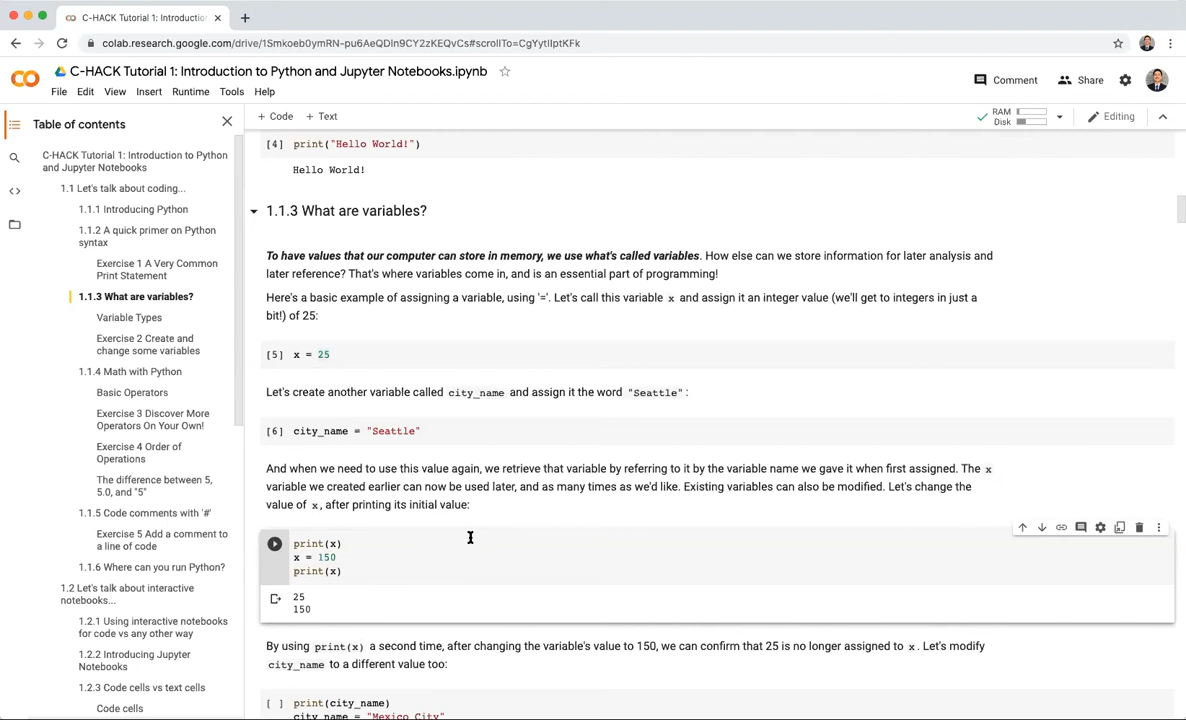 C-HACK Tutorial 1: Introduction
colab.research.google.com/drive/1Smkoeb0ymRN-pu6AeQDIn9CY2zKEQvCs#scrollTo=CgYytiIptKFk
C-HACK Tutorial 1: Introduction to Python and Jupyter Notebooks.ipynb
Comment
Share
File Edit View Insert Runtime Tools Help
Table of contents
C-HACK Tutorial 1: Introduction to Python
and Jupyter Notebooks
1.1 Let's talk about coding...
1.1.1 Introducing Python
1.1.2 A quick primer on Python
syntax
Exercise 1 A Very Common
Print Statement
1.1.3 What are variables?
Variable Types
Exercise 2 Create and
change some variables
1.1.4 Math with Python
Basic Operators
Exercise 3 Discover More
Operators On Your Own!
Exercise 4 Order of
Operations
The difference between 5,
5.0, and "5"
1.1.5 Code comments with '#'
Exercise 5 Add a comment to
a line of code
1.1.6 Where can you run Python?
1.2 Let's talk about interactive
notebooks...
1.2.1 Using interactive notebooks
for code vs any other way
1.2.2 Introducing Jupyter
Notebooks
1.2.3 Code cells vs text cells
Code cells
+ Code + Text
RAM
Disk
Editing
[4] print("Hello World!")
Hello World!
1.1.3 What are variables?
To have values that our computer can store in memory, we use what's called variables. How else can we store information for later analysis and
later reference? That's where variables come in, and is an essential part of programming!
Here's a basic example of assigning a variable, using '='. Let's call this variable x and assign it an integer value (we'll get to integers in just a
bit!) of 25:
[5] x = 25
Let's create another variable called city_name and assign it the word "Seattle":
[6] city_name = "Seattle"
And when we need to use this value again, we retrieve that variable by referring to it by the variable name we gave it when first assigned. The x
variable we created earlier can now be used later, and as many times as we'd like. Existing variables can also be modified. Let's change the
value of x, after printing its initial value:
print(x)
x = 150
print(x)
25
150
By using print(x) a second time, after changing the variable's value to 150, we can confirm that 25 is no longer assigned to x. Let's modify
city_name to a different value too:
[ ] print(city_name)
city_name = "Mexico City"